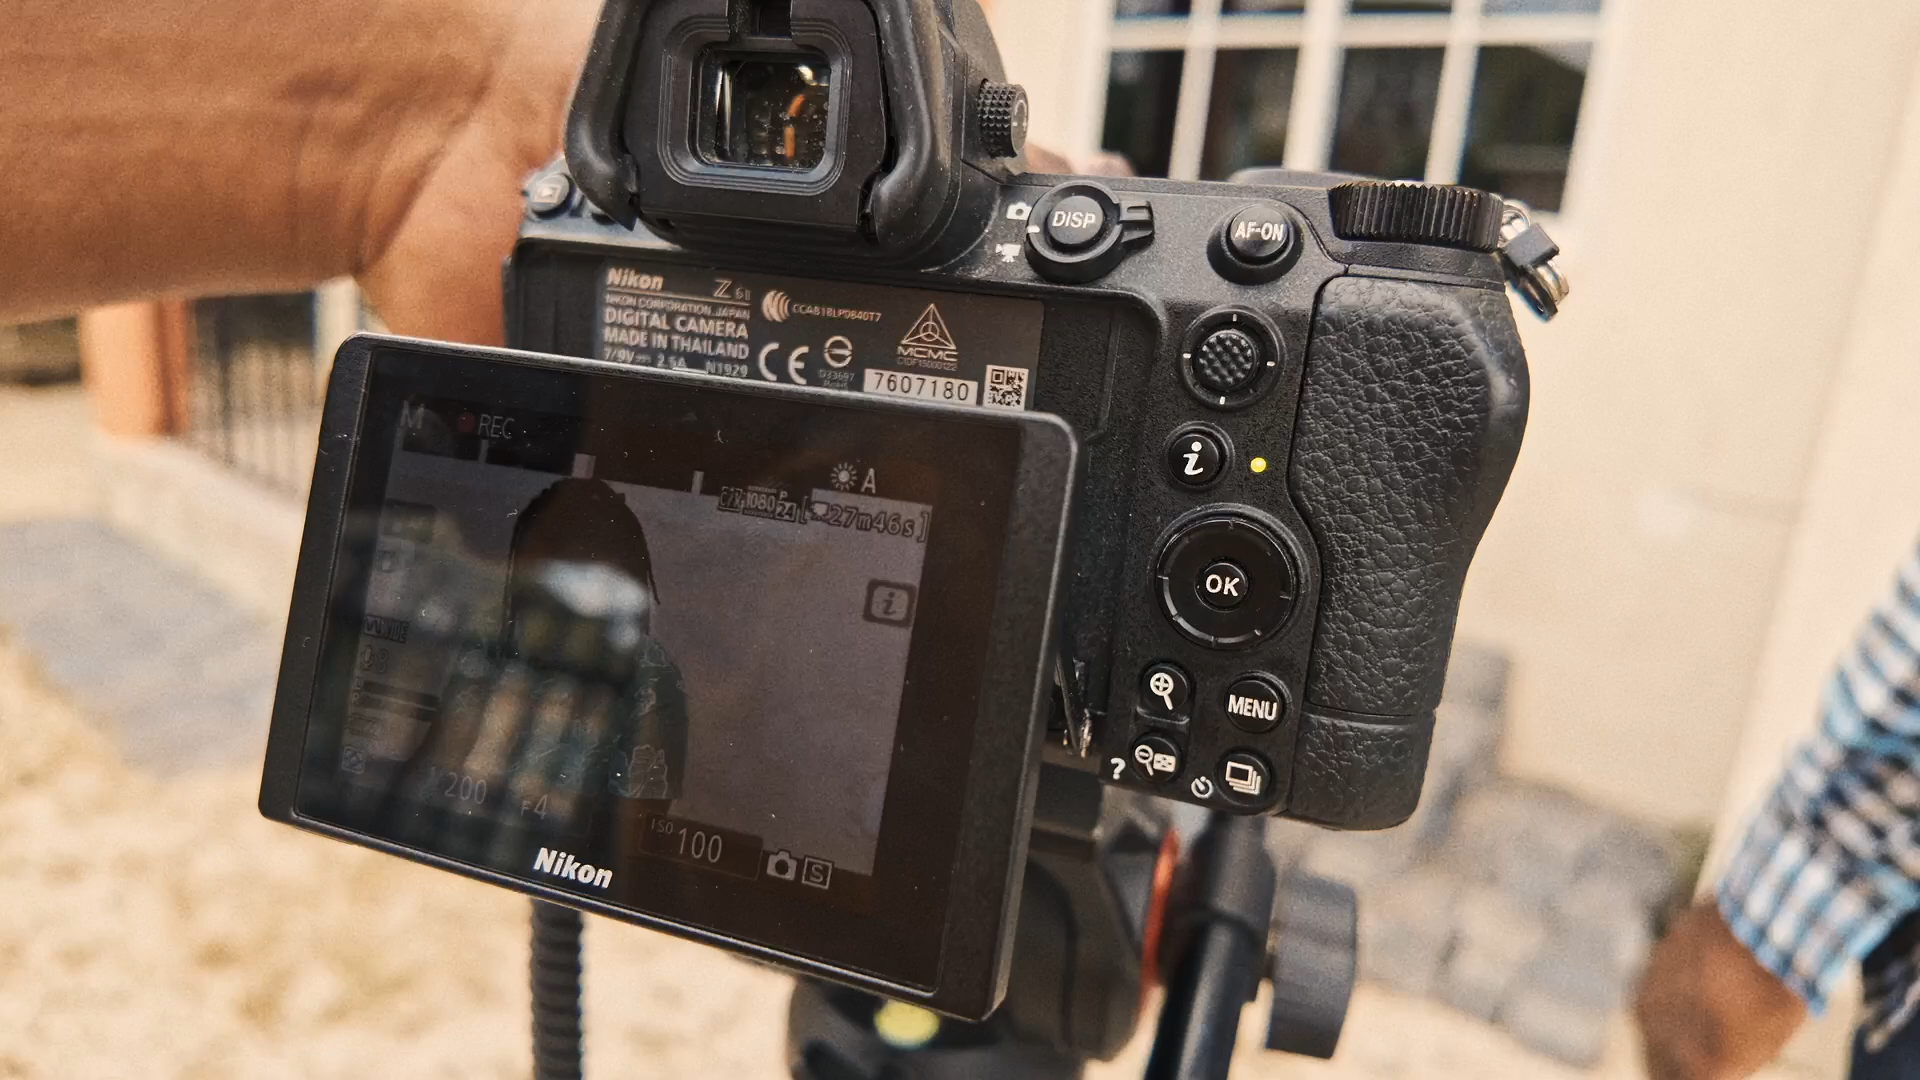 DISP
AF-ON
Nikon Z 6II
NIKON CORPORATION. JAPAN
DIGITAL CAMERA
MADE IN THAILAND
7/9V 2.5A N1929
CCAB18LP0840T7
CE
MCMC
7607180
M REC
A
1080 24 [27m46s]
i
200 F4
ISO 100
S
Nikon
i
OK
MENU
?